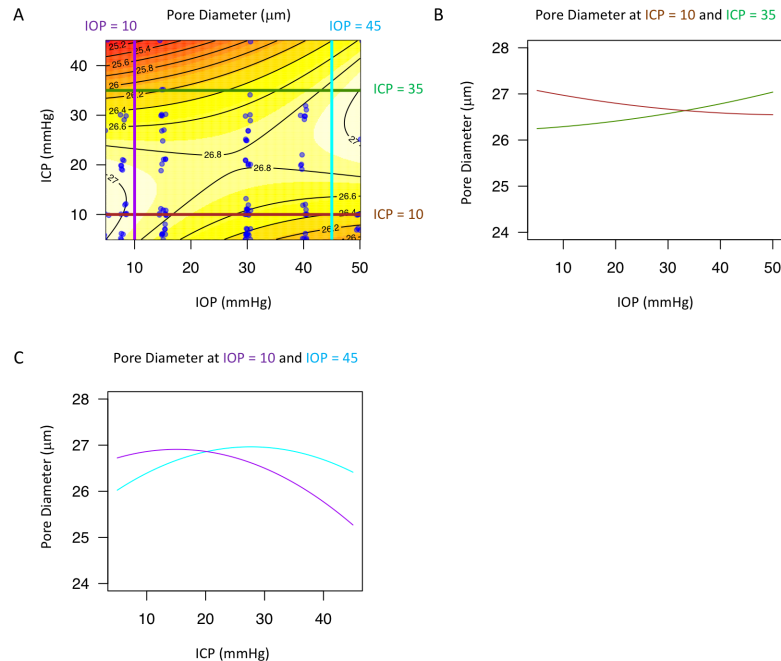 A
Pore Diameter (μm)
IOP = 10
IOP = 45
25.2
25.4
25.6
25.8
26
26.2
26.4
26.6
26.8
27
26.8
27
26.6
26.4
26.2
26
ICP = 35
ICP = 10
40
30
20
10
ICP (mmHg)
10
20
30
40
50
IOP (mmHg)
B
Pore Diameter at ICP = 10 and ICP = 35
28
27
26
25
24
Pore Diameter (μm)
10
20
30
40
50
IOP (mmHg)
C
Pore Diameter at IOP = 10 and IOP = 45
28
27
26
25
24
Pore Diameter (μm)
10
20
30
40
ICP (mmHg)